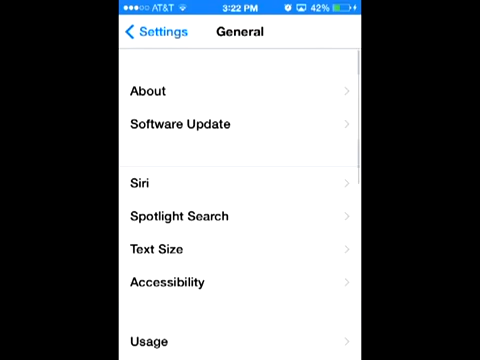 AT&T 3:22 PM 42%
Settings General
About
Software Update
Siri
Spotlight Search
Text Size
Accessibility
Usage